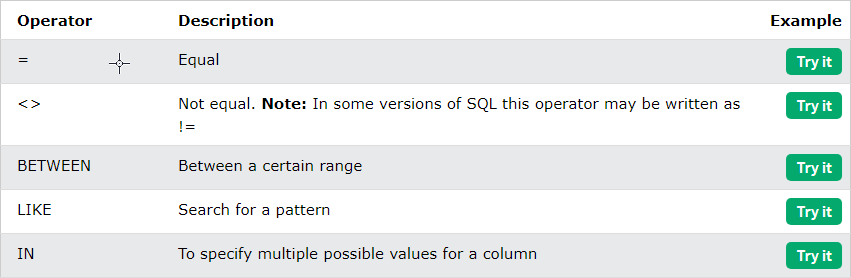 Operator Description Example
= Equal Try it
<> Not equal. Note: In some versions of SQL this operator may be written as Try it
!=
BETWEEN Between a certain range Try it
LIKE Search for a pattern Try it
IN To specify multiple possible values for a column Try it